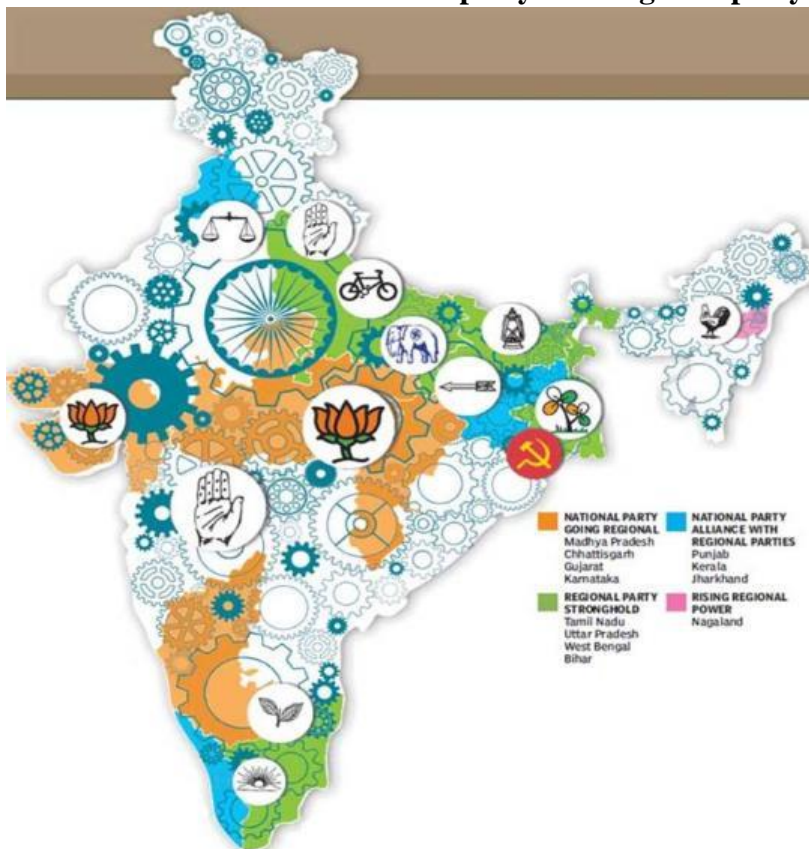 party
NATIONAL PARTY
GOING REGIONAL
Madhya Pradesh
Chhattisgarh
Gujarat
Karnataka
NATIONAL PARTY
ALLIANCE WITH
REGIONAL PARTIES
Punjab
Kerala
Jharkhand
REGIONAL PARTY
STRONGHOLD
Tamil Nadu
Uttar Pradesh
West Bengal
Bihar
RISING REGIONAL
POWER
Nagaland